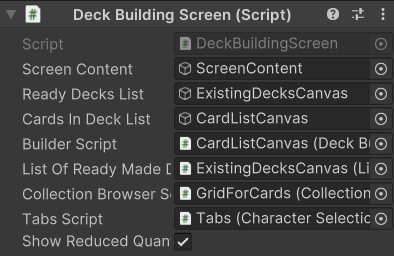 Deck Building Screen (Script)
Script DeckBuildingScreen
Screen Content ScreenContent
Ready Decks List ExistingDecksCanvas
Cards In Deck List CardListCanvas
Builder Script CardListCanvas (Deck B
List Of Ready Made ExistingDecksCanvas (Li
Collection Browser S GridForCards (Collection
Tabs Script Tabs (Character Selectio
Show Reduced Quan